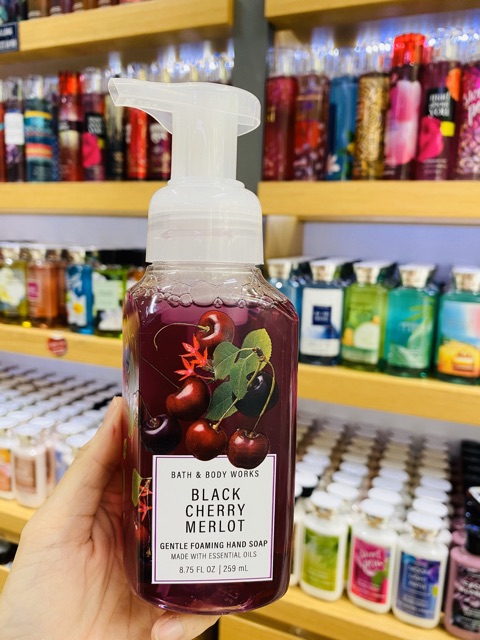 BATH & BODY WORKS
BLACK
CHERRY
MERLOT
GENTLE FOAMING HAND SOAP
MADE WITH ESSENTIAL OILS
8.75 FL OZ | 259 mL